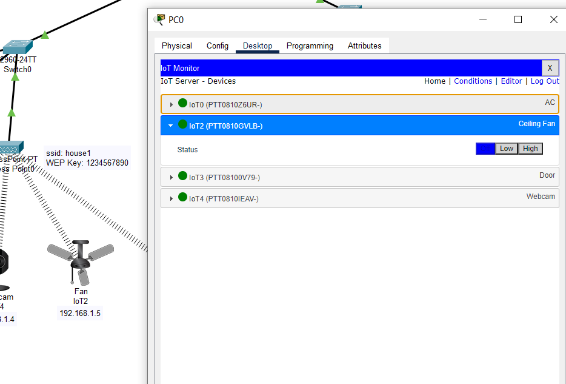 PC0
Physical Config Desktop Programming Attributes
IoT Monitor X
IoT Server - Devices Home | Conditions | Editor | Log Out
IoT0 (PTT0810Z6UR-) AC
IoT2 (PTT0810GVLB-) Ceiling Fan
Status Low High
IoT3 (PTT08100V79-) Door
IoT4 (PTT0810IEAV-) Webcam
2960-24TT
Switch0
ssid: house1
WEP Key: 1234567890
essPoint-PT
ess Point0
Fan
IoT2
192.168.1.5
cam
4
.1.4